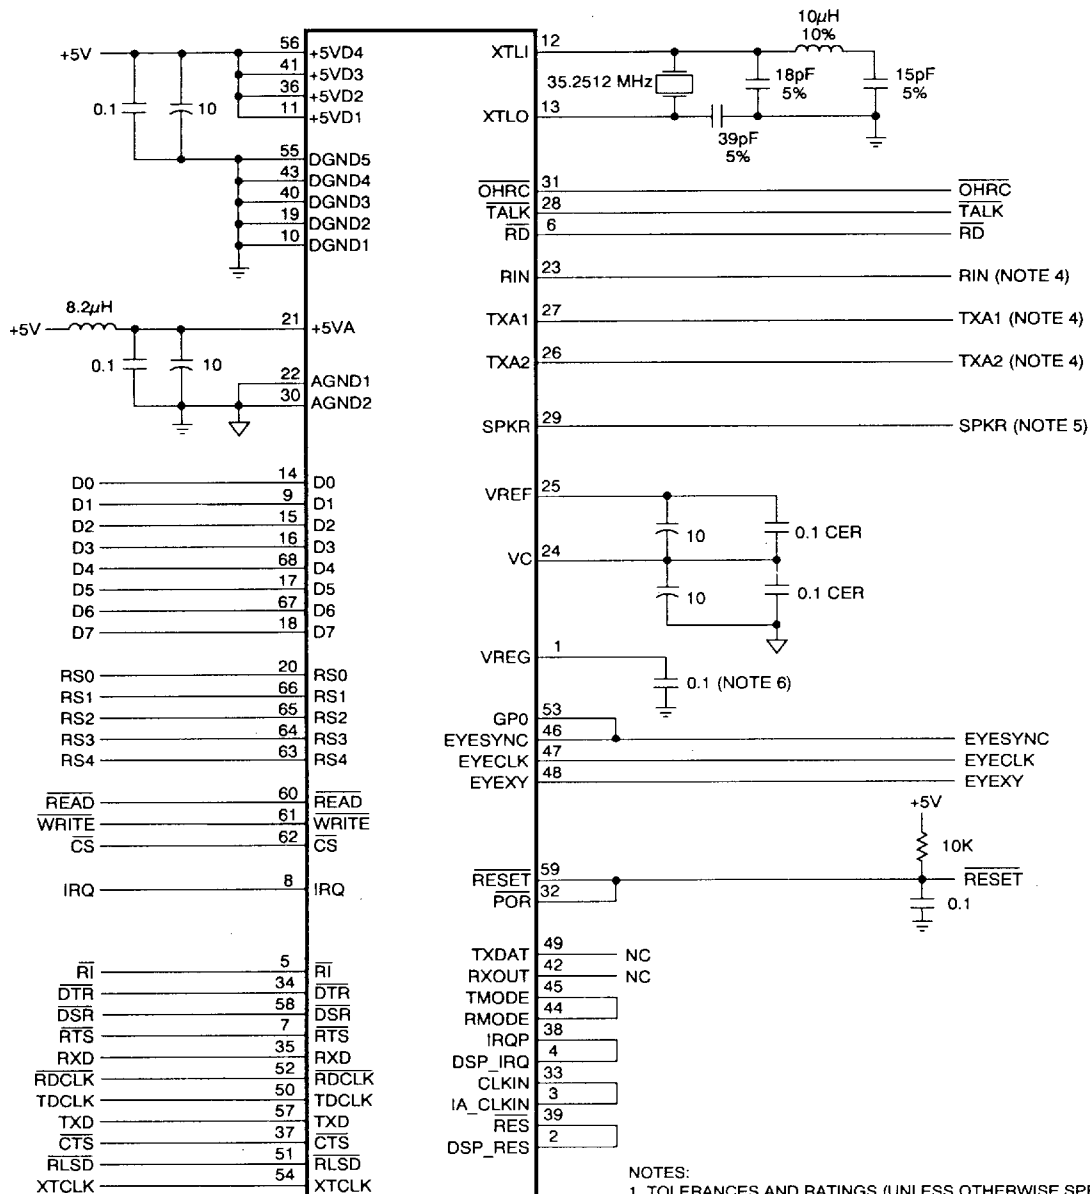 +5V
56
+5VD4
41
+5VD3
36
+5VD2
11
+5VD1
0.1
10
55
DGND5
43
DGND4
40
DGND3
19
DGND2
10
DGND1
8.2μH
+5V
21
+5VA
0.1
10
22
AGND1
30
AGND2
D0 14 D0
D1 9 D1
D2 15 D2
D3 16 D3
D4 68 D4
D5 17 D5
D6 67 D6
D7 18 D7
RS0 20 RS0
RS1 66 RS1
RS2 65 RS2
RS3 64 RS3
RS4 63 RS4
READ 60 READ
WRITE 61 WRITE
CS 62 CS
IRQ 8 IRQ
RI 5 RI
DTR 34 DTR
DSR 58 DSR
RTS 7 RTS
RXD 35 RXD
RDCLK 52 RDCLK
TDCLK 50 TDCLK
TXD 57 TXD
CTS 37 CTS
RLSD 51 RLSD
XTCLK 54 XTCLK
XTLI 12
10μH
10%
35.2512 MHz
18pF
5%
15pF
5%
XTLO 13
39pF
5%
OHRC 31 OHRC
TALK 28 TALK
RD 6 RD
RIN 23 RIN (NOTE 4)
TXA1 27 TXA1 (NOTE 4)
TXA2 26 TXA2 (NOTE 4)
SPKR 29 SPKR (NOTE 5)
VREF 25
10
0.1 CER
VC 24
10
0.1 CER
VREG 1
0.1 (NOTE 6)
GP0 53
EYESYNC 46 EYESYNC
EYECLK 47 EYECLK
EYEXY 48 EYEXY
+5V
10K
RESET 59 RESET
POR 32
0.1
TXDAT 49 NC
RXOUT 42 NC
TMODE 45
RMODE 44
IRQP 38
DSP_IRQ 4
CLKIN 33
IA_CLKIN 3
RES 39
DSP_RES 2
NOTES:
1. TOLERANCES AND RATINGS (UNLESS OTHERWISE